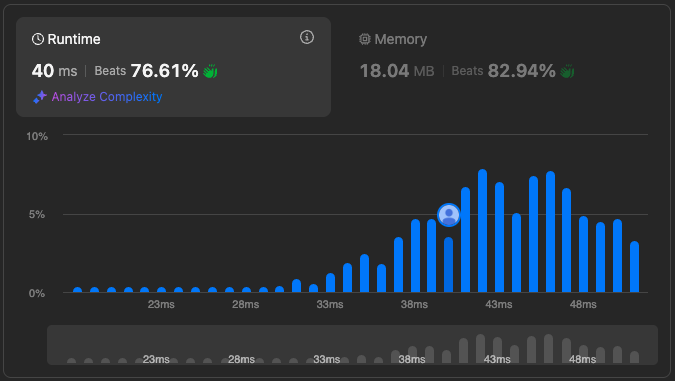 Runtime
40 ms | Beats 76.61%
Analyze Complexity
Memory
18.04 MB | Beats 82.94%
10%
5%
0%
23ms 28ms 33ms 38ms 43ms 48ms
23ms 28ms 33ms 38ms 43ms 48ms